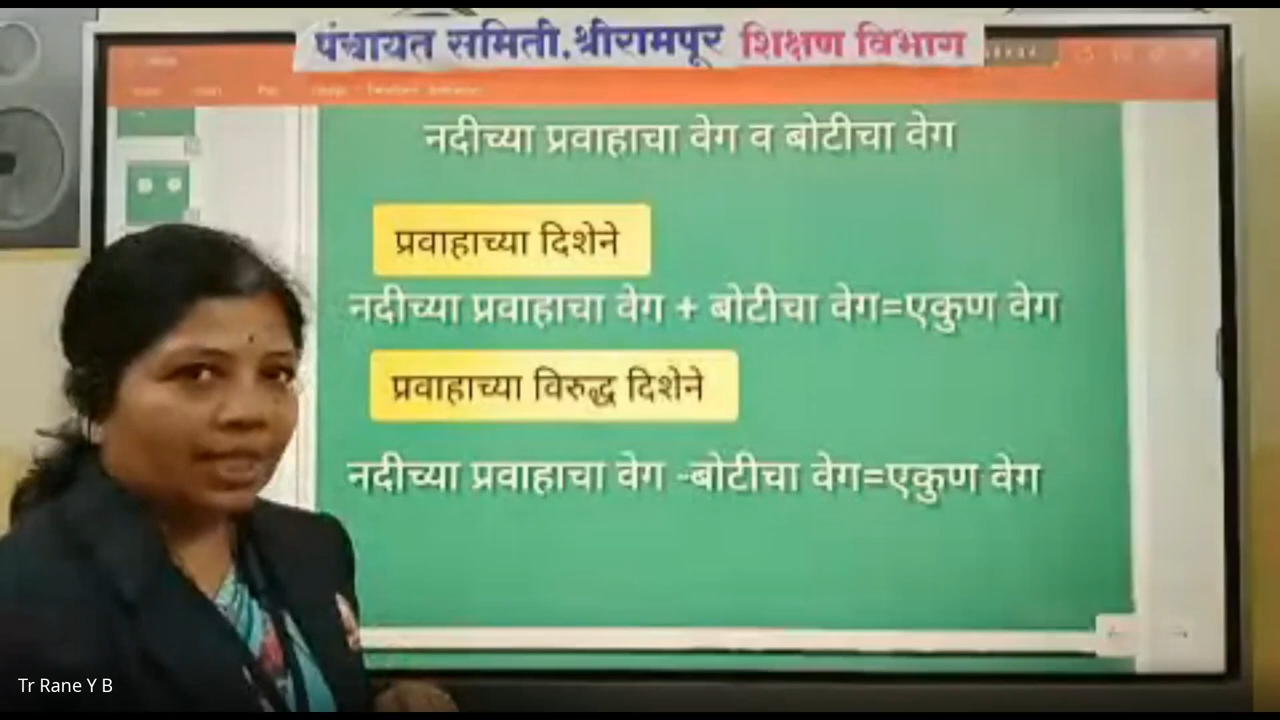 पंचायत समिती.श्रीरामपूर शिक्षण विभाग
नदीच्या प्रवाहाचा वेग व बोटीचा वेग
प्रवाहाच्या दिशेने
नदीच्या प्रवाहाचा वेग + बोटीचा वेग=एकुण वेग
प्रवाहाच्या विरुद्ध दिशेने
नदीच्या प्रवाहाचा वेग -बोटीचा वेग=एकुण वेग
Tr Rane Y B